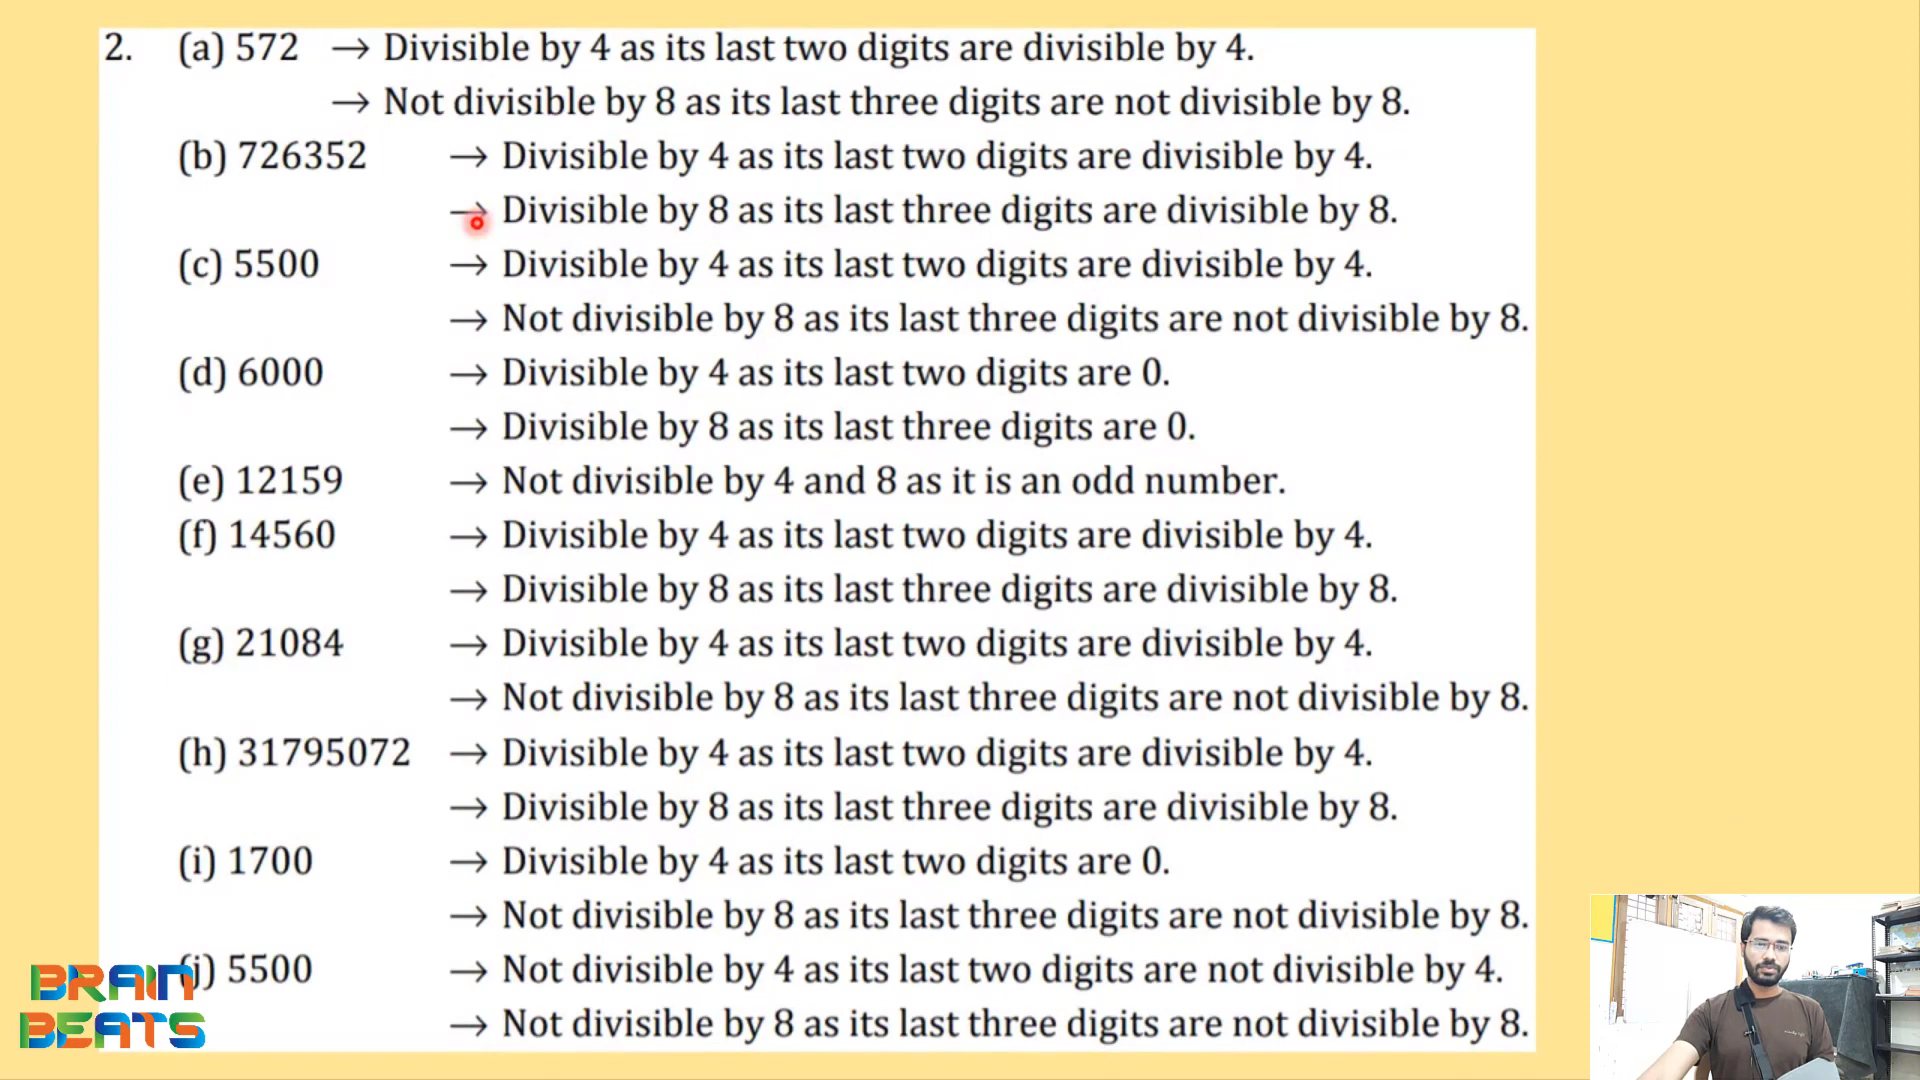 2. (a) 572 → Divisible by 4 as its last two digits are divisible by 4.
→ Not divisible by 8 as its last three digits are not divisible by 8.
(b) 726352 → Divisible by 4 as its last two digits are divisible by 4.
→ Divisible by 8 as its last three digits are divisible by 8.
(c) 5500 → Divisible by 4 as its last two digits are divisible by 4.
→ Not divisible by 8 as its last three digits are not divisible by 8.
(d) 6000 → Divisible by 4 as its last two digits are 0.
→ Divisible by 8 as its last three digits are 0.
(e) 12159 → Not divisible by 4 and 8 as it is an odd number.
(f) 14560 → Divisible by 4 as its last two digits are divisible by 4.
→ Divisible by 8 as its last three digits are divisible by 8.
(g) 21084 → Divisible by 4 as its last two digits are divisible by 4.
→ Not divisible by 8 as its last three digits are not divisible by 8.
(h) 31795072 → Divisible by 4 as its last two digits are divisible by 4.
→ Divisible by 8 as its last three digits are divisible by 8.
(i) 1700 → Divisible by 4 as its last two digits are 0.
→ Not divisible by 8 as its last three digits are not divisible by 8.
(j) 5500 → Not divisible by 4 as its last two digits are not divisible by 4.
→ Not divisible by 8 as its last three digits are not divisible by 8.
BRAIN
BEATS